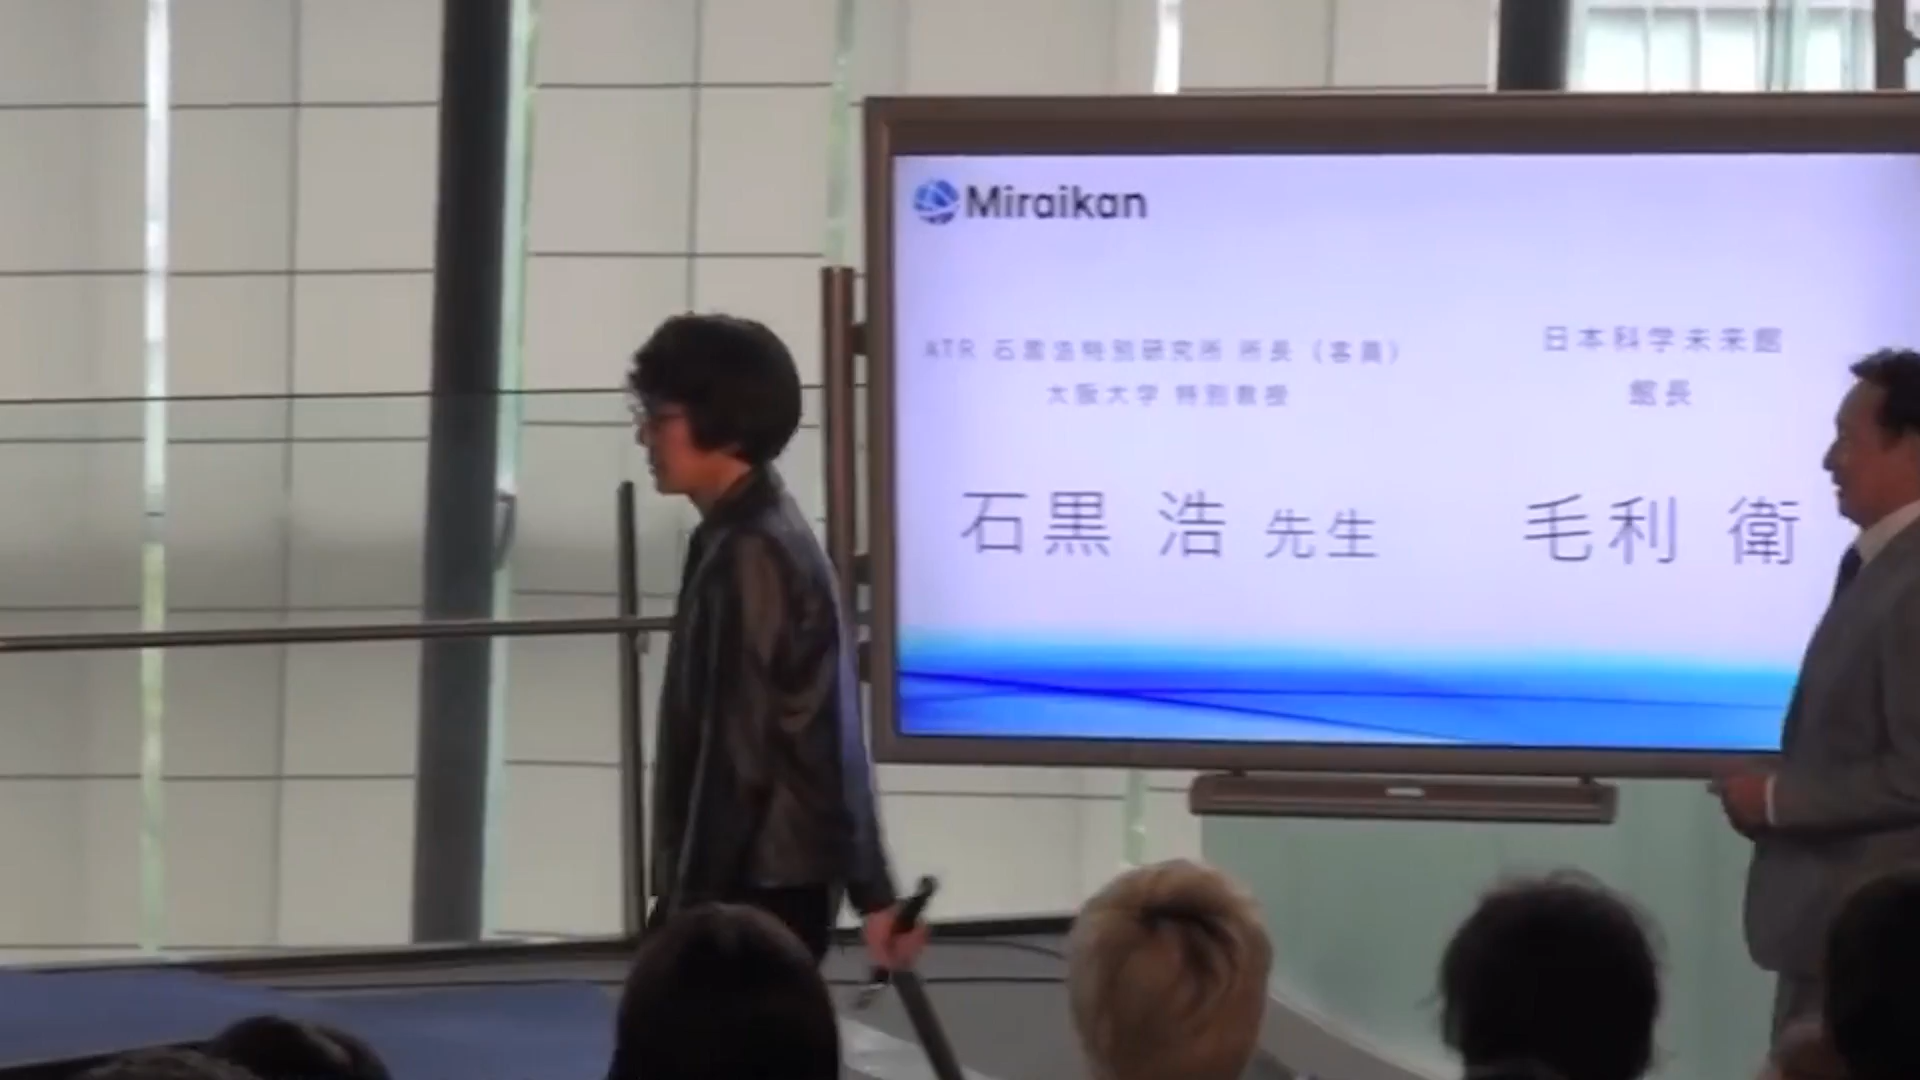 Miraikan
ATR 石黒浩特別研究所 所長（客員）
大阪大学 特別教授
石黒 浩 先生
日本科学未来館
館長
毛利 衛